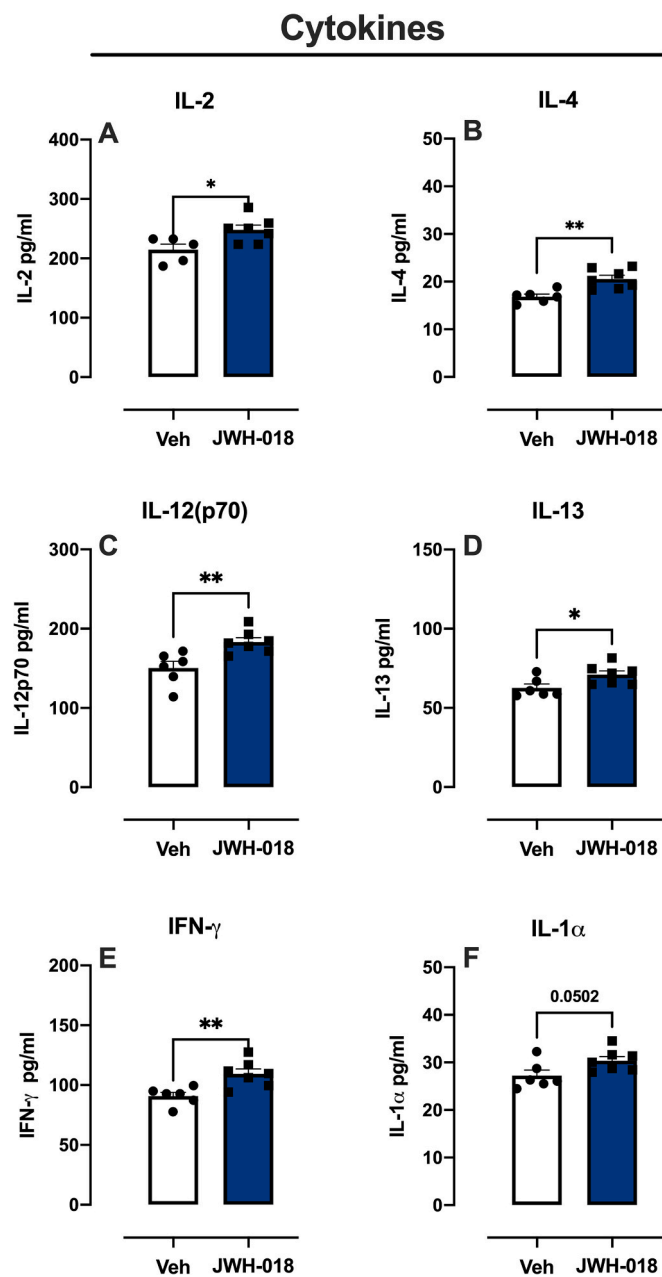 Cytokines
IL-2
A
400
300
200
100
0
IL-2 pg/ml
*
Veh JWH-018
IL-4
B
50
40
30
20
10
0
IL-4 pg/ml
**
Veh JWH-018
IL-12(p70)
C
300
200
100
0
IL-12p70 pg/ml
**
Veh JWH-018
IL-13
D
150
100
50
0
IL-13 pg/ml
*
Veh JWH-018
IFN-γ
E
200
150
100
50
0
IFN-γ pg/ml
**
Veh JWH-018
IL-1α
F
50
40
30
20
10
0
IL-1α pg/ml
0.0502
Veh JWH-018